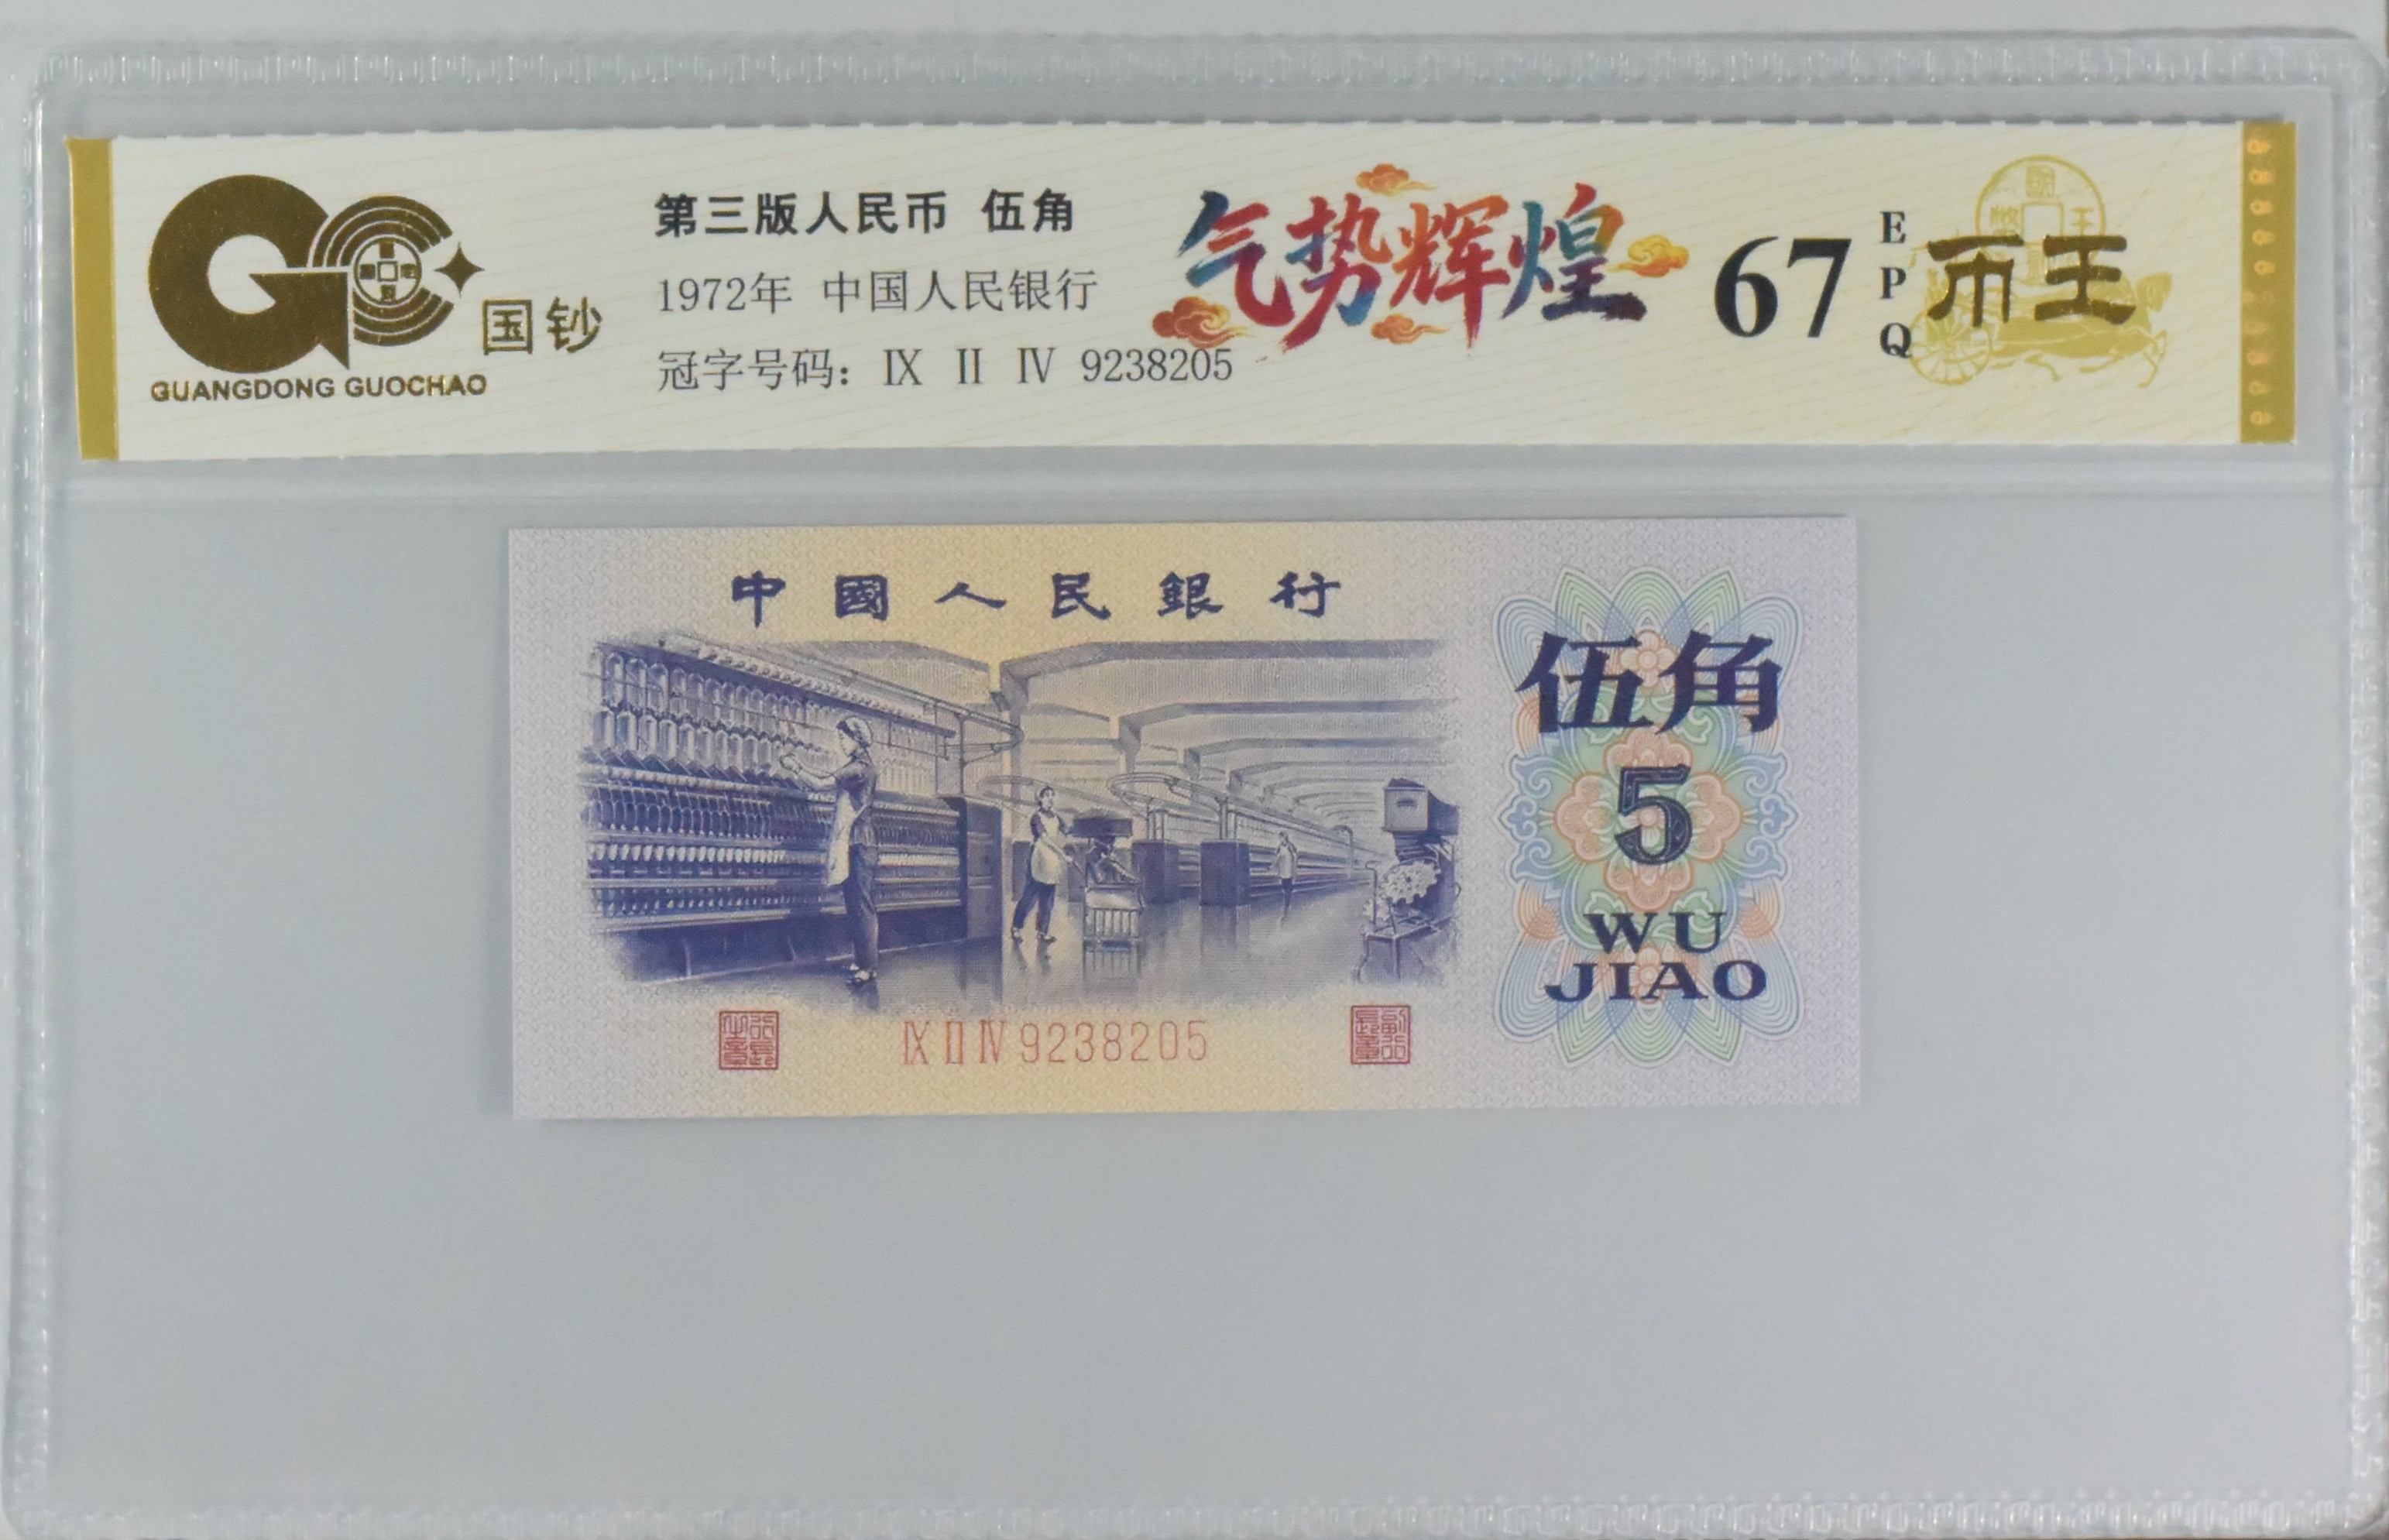 国钞
GUANGDONG GUOCHAO
第三版人民币 伍角
1972年 中国人民银行
冠字号码: Ⅸ Ⅱ Ⅳ 9238205
气势辉煌
67
EPQ
币王
中國人民銀行
伍角
5
WU
JIAO
Ⅸ Ⅱ Ⅳ 9238205